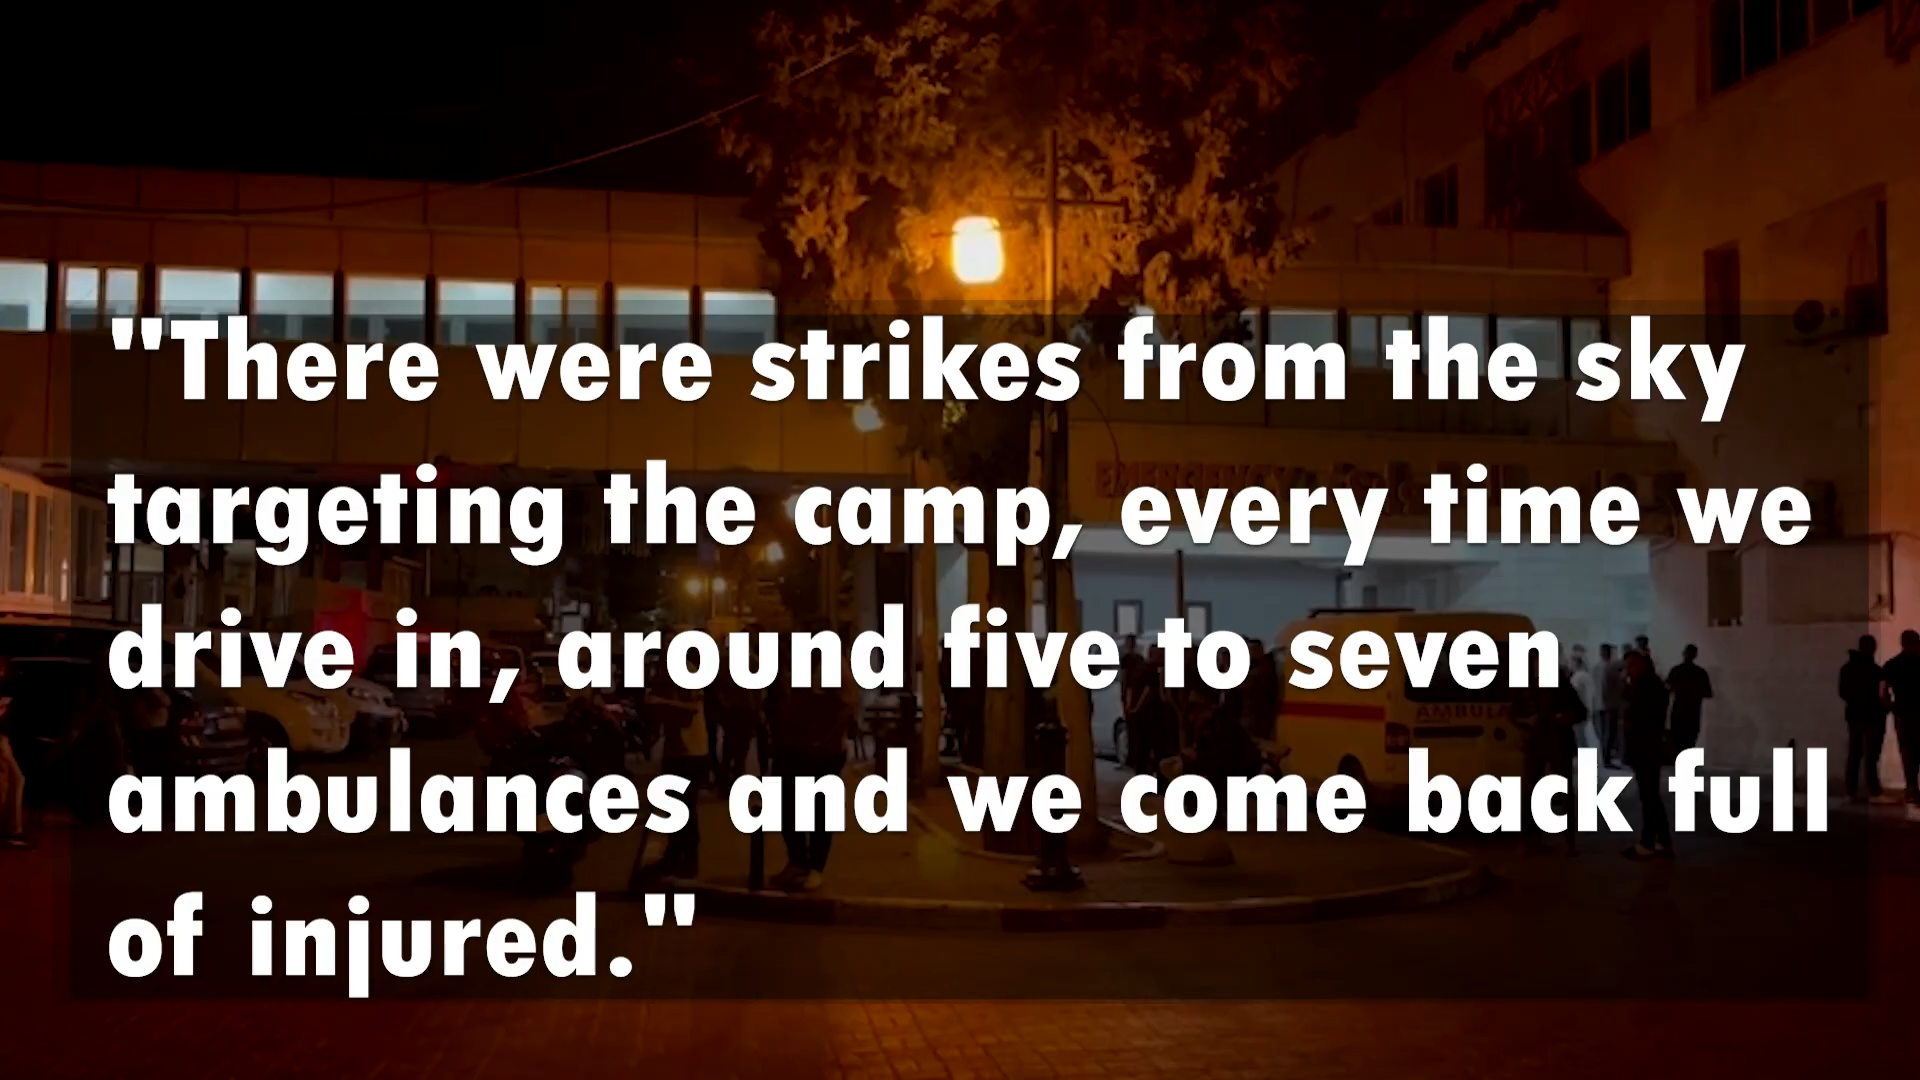 "There were strikes from the sky
targeting the camp, every time we
drive in, around five to seven
ambulances and we come back full
of injured."
EMERGENCY